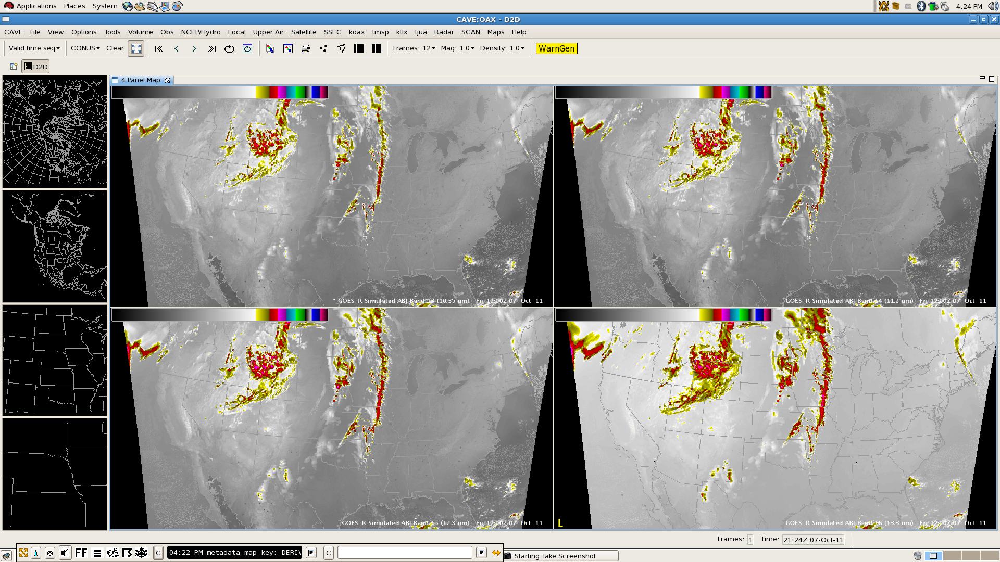 Applications Places System 4:24 PM
CAVE:OAX - D2D
CAVE File View Options Tools Volume Obs NCEP/Hydro Local Upper Air Satellite SSEC koax tmsp ktlx tjua Radar SCAN Maps Help
Valid time seq CONUS Clear Frames: 12 Mag: 1.0 Density: 1.0 WarnGen
D2D
4 Panel Map
* GOES-R Simulated ABI Band 13 (10.35 um) Fri 12:00Z 07-Oct-11
GOES-R Simulated ABI Band 14 (11.2 um) Fri 12:00Z 07-Oct-11
GOES-R Simulated ABI Band 15 (12.3 um) Fri 12:00Z 07-Oct-11
L
GOES-R Simulated ABI Band 16 (13.3 um) Fri 12:00Z 07-Oct-11
Frames: 1 Time: 21:24Z 07-Oct-11
FF C 04:22 PM metadata map key: DERIV C
Starting Take Screenshot